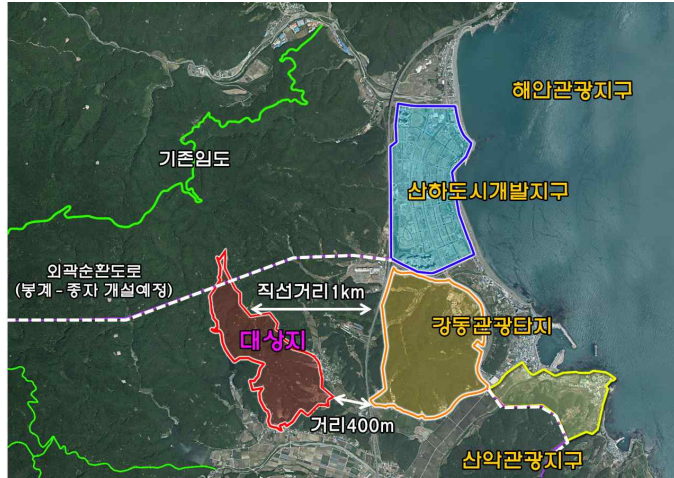 해안관광지구
기존임도
산하도시개발지구
외곽순환도로
(봉계 - 종자 개설예정)
직선거리1km
대상지
강동관광단지
거리400m
산악관광지구